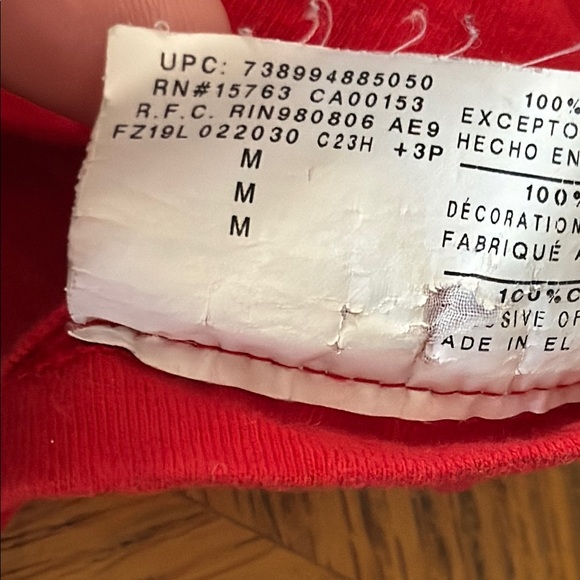 UPC: 738994885050
RN#15763 CA00153
R.F.C. RIN980806 AE9
FZ19L 022030 C23H +3P
M
M
M
100%
EXCEPTO
HECHO EN
100%
DÉCORATION
FABRIQUÉ
100%C
SIVE OF
ADE IN EL